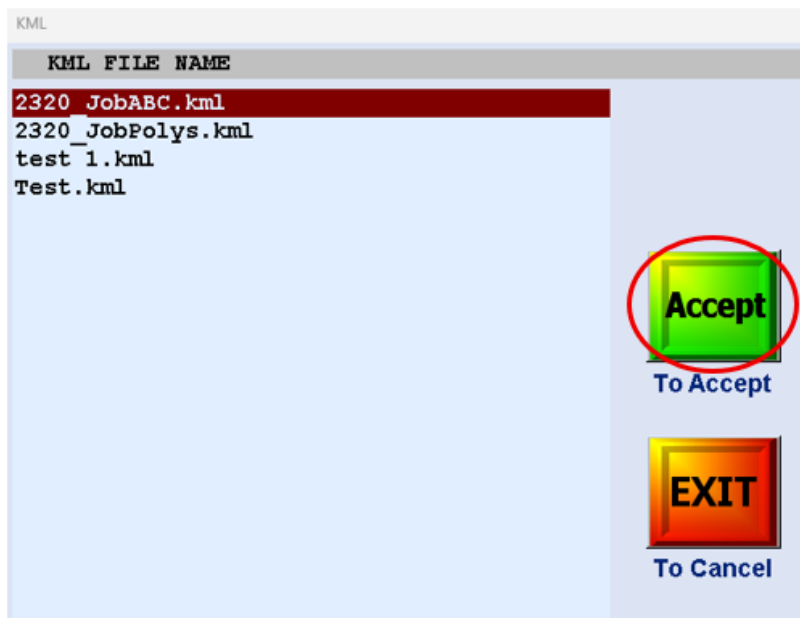 KML
KML FILE NAME
2320_JobABC.kml
2320_JobPolys.kml
test 1.kml
Test.kml
Accept
To Accept
EXIT
To Cancel